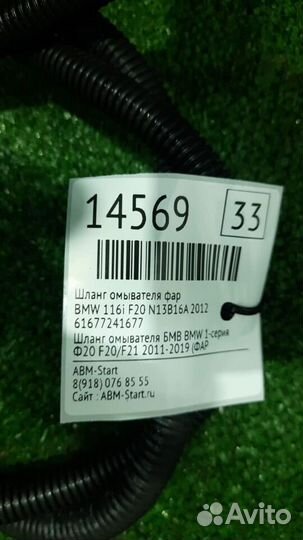 14569 33
Шланг омывателя фар
BMW 116i F20 N13B16A 2012
61677241677
Шланг омывателя БМВ BMW 1-серия
Ф20 F20/F21 2011-2019 (ФАР
ABM-Start
8(918) 076 85 55
Сайт : ABM-Start.ru
Avito